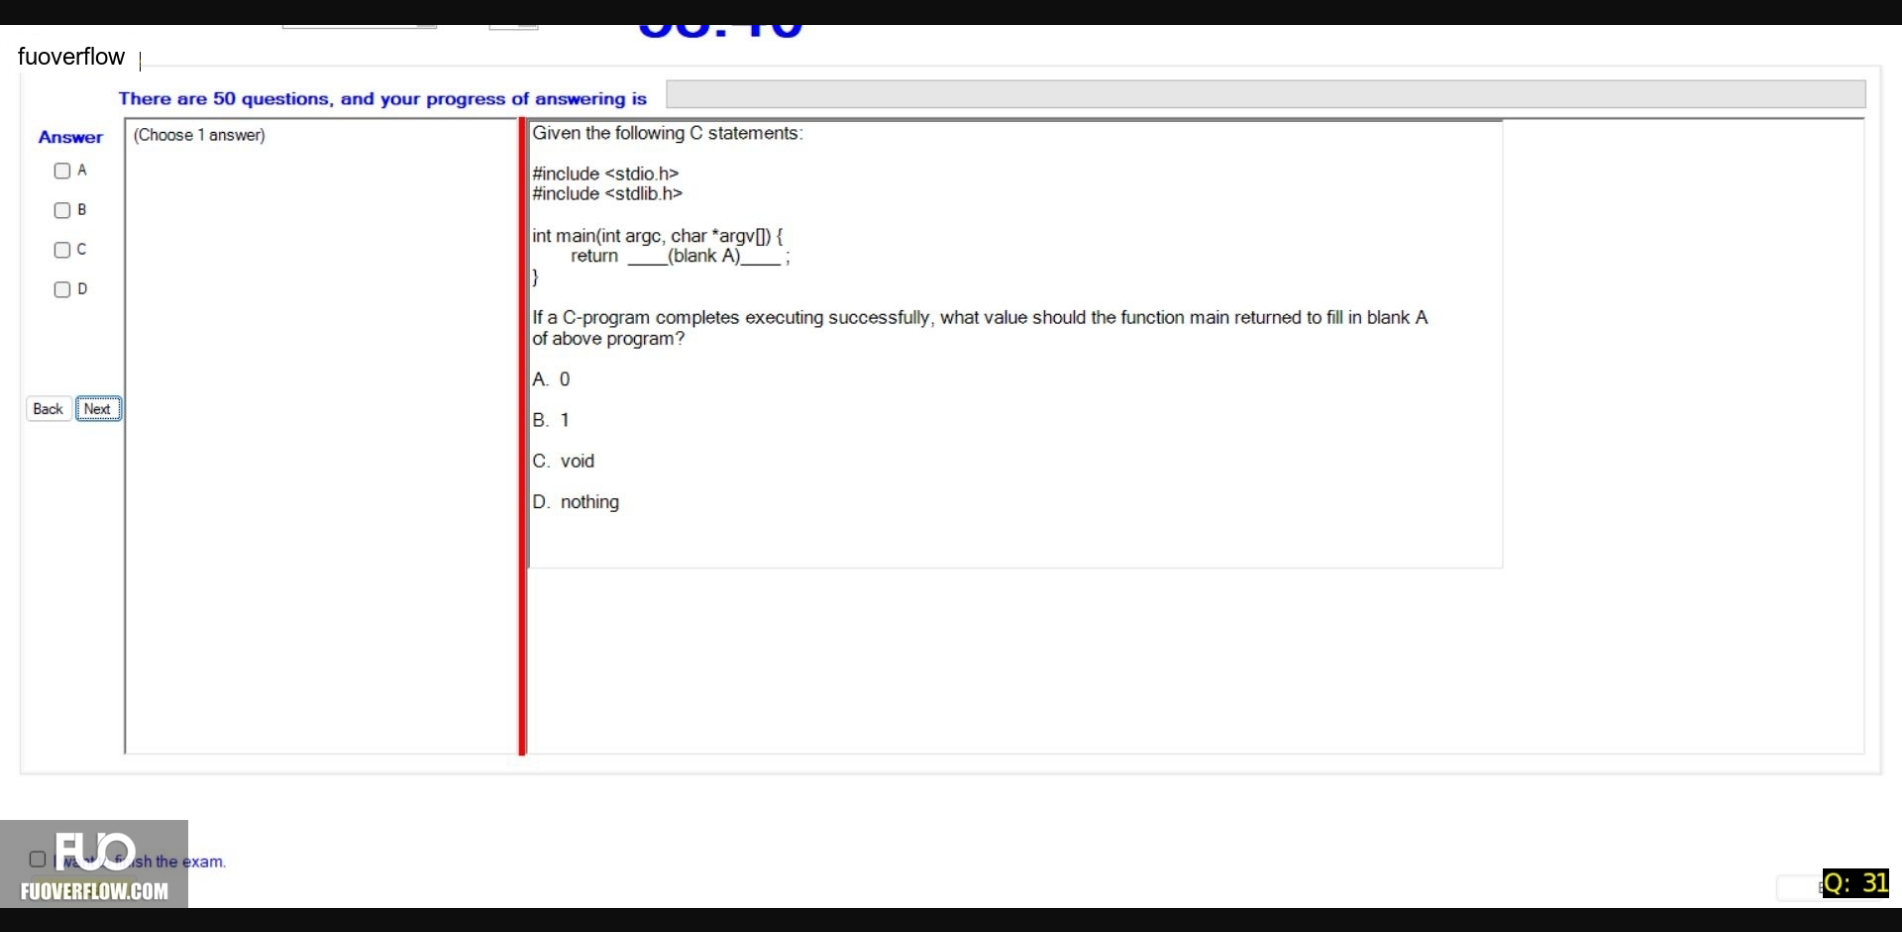 fuoverflow
There are 50 questions, and your progress of answering is
Answer
(Choose 1 answer)
A
B
C
D
Back
Next
Given the following C statements:
#include <stdio.h>
#include <stdlib.h>
int main(int argc, char *argv[]) {
return ____(blank A)____ ;
}
If a C-program completes executing successfully, what value should the function main returned to fill in blank A
of above program?
A. 0
B. 1
C. void
D. nothing
FUO
the exam.
FUOVERFLOW.COM
Q: 31